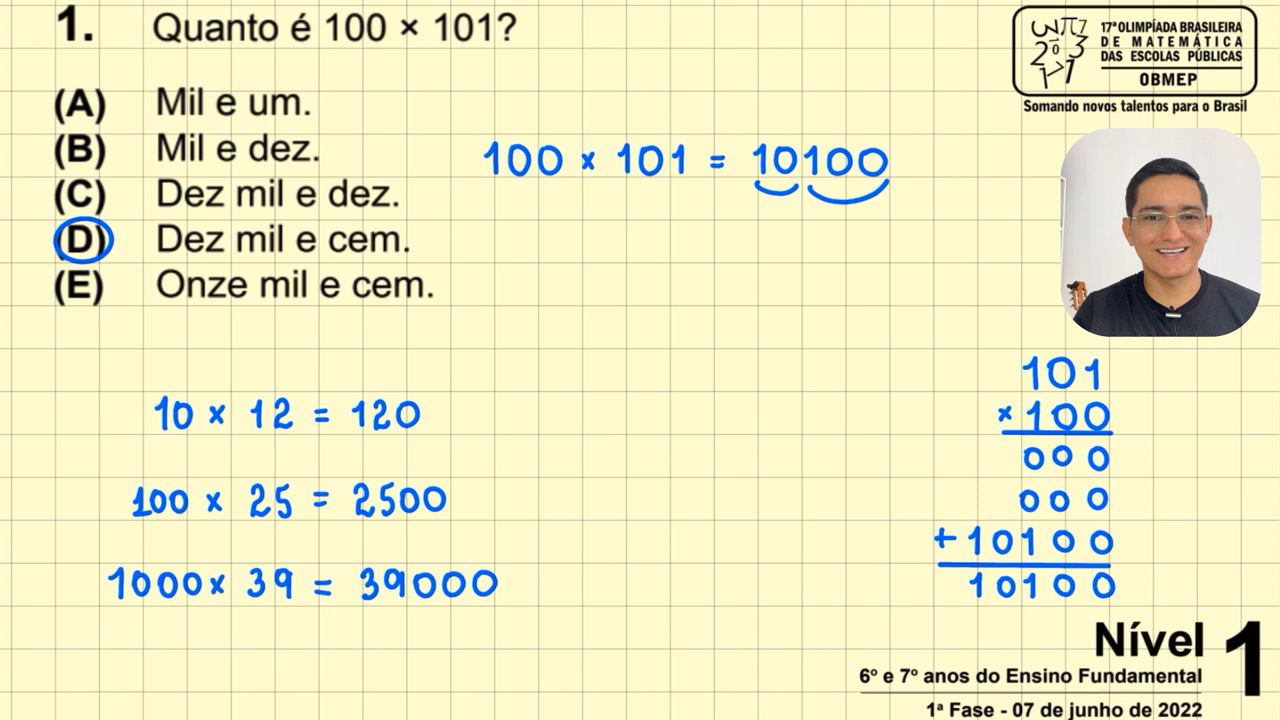 1. Quanto é 100 × 101?
(A) Mil e um.
(B) Mil e dez.
(C) Dez mil e dez.
(D) Dez mil e cem.
(E) Onze mil e cem.
100 × 101 = 10100
17ª OLIMPÍADA BRASILEIRA
DE MATEMÁTICA
DAS ESCOLAS PÚBLICAS
OBMEP
Somando novos talentos para o Brasil
10 × 12 = 120
100 × 25 = 2500
1000 × 39 = 39000
101
× 100
000
000
+ 10100
10100
Nível 1
6º e 7º anos do Ensino Fundamental
1ª Fase - 07 de junho de 2022